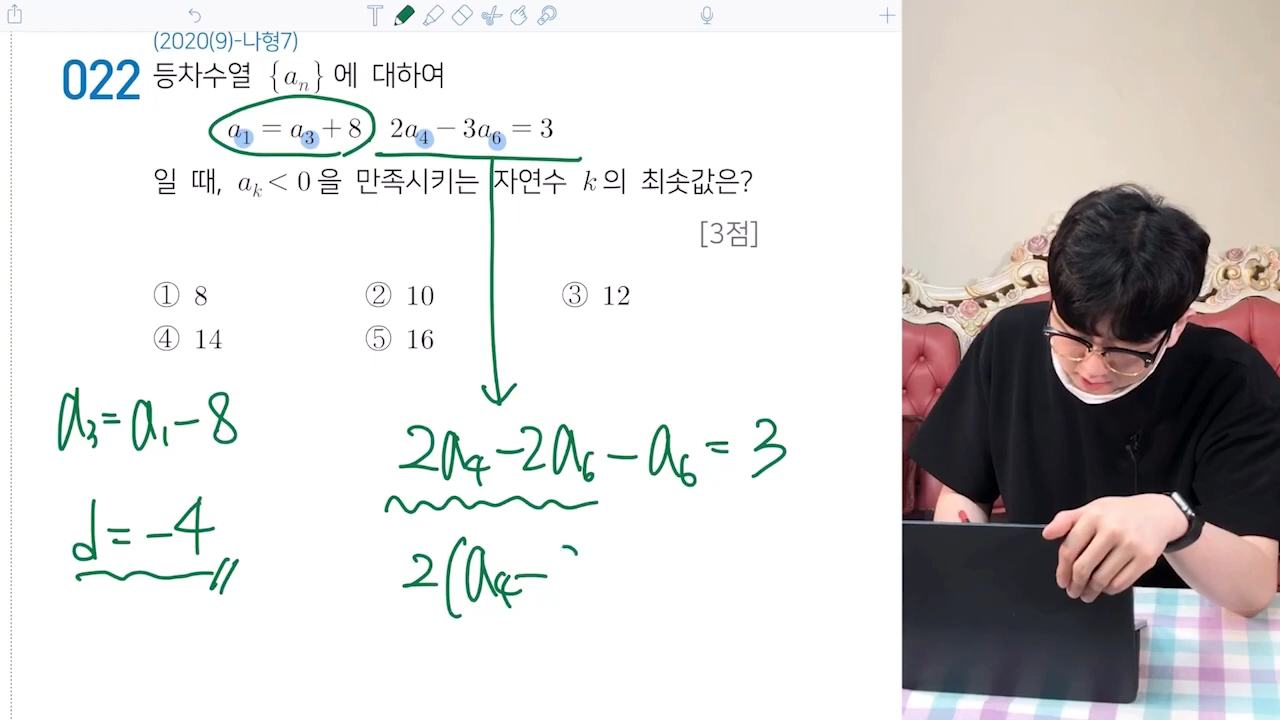 (2020(9)-나형7)
022 등차수열 {aₙ}에 대하여
a₁ = a₃ + 8, 2a₄ − 3a₆ = 3
일 때, aₖ < 0을 만족시키는 자연수 k의 최솟값은?
[3점]
① 8 ② 10 ③ 12
④ 14 ⑤ 16
a₃ = a₁ − 8
2a₄ − 2a₆ − a₆ = 3
d = −4
2(a₄ −